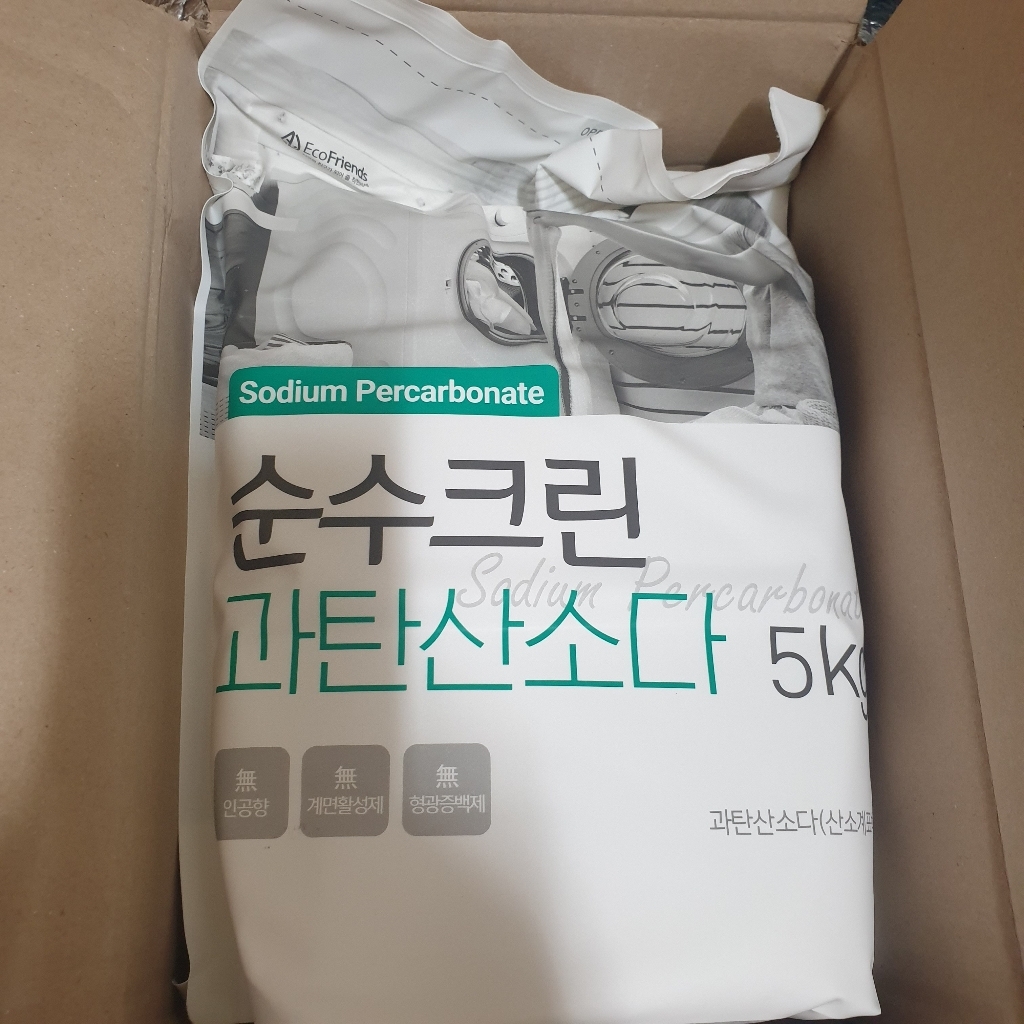 OPE
EcoFriends
Sodium Percarbonate
순수크린
Sodium Percarbonat
과탄산소다 5kg
無 無 無
인공향 계면활성제 형광증백제
과탄산소다(산소계표